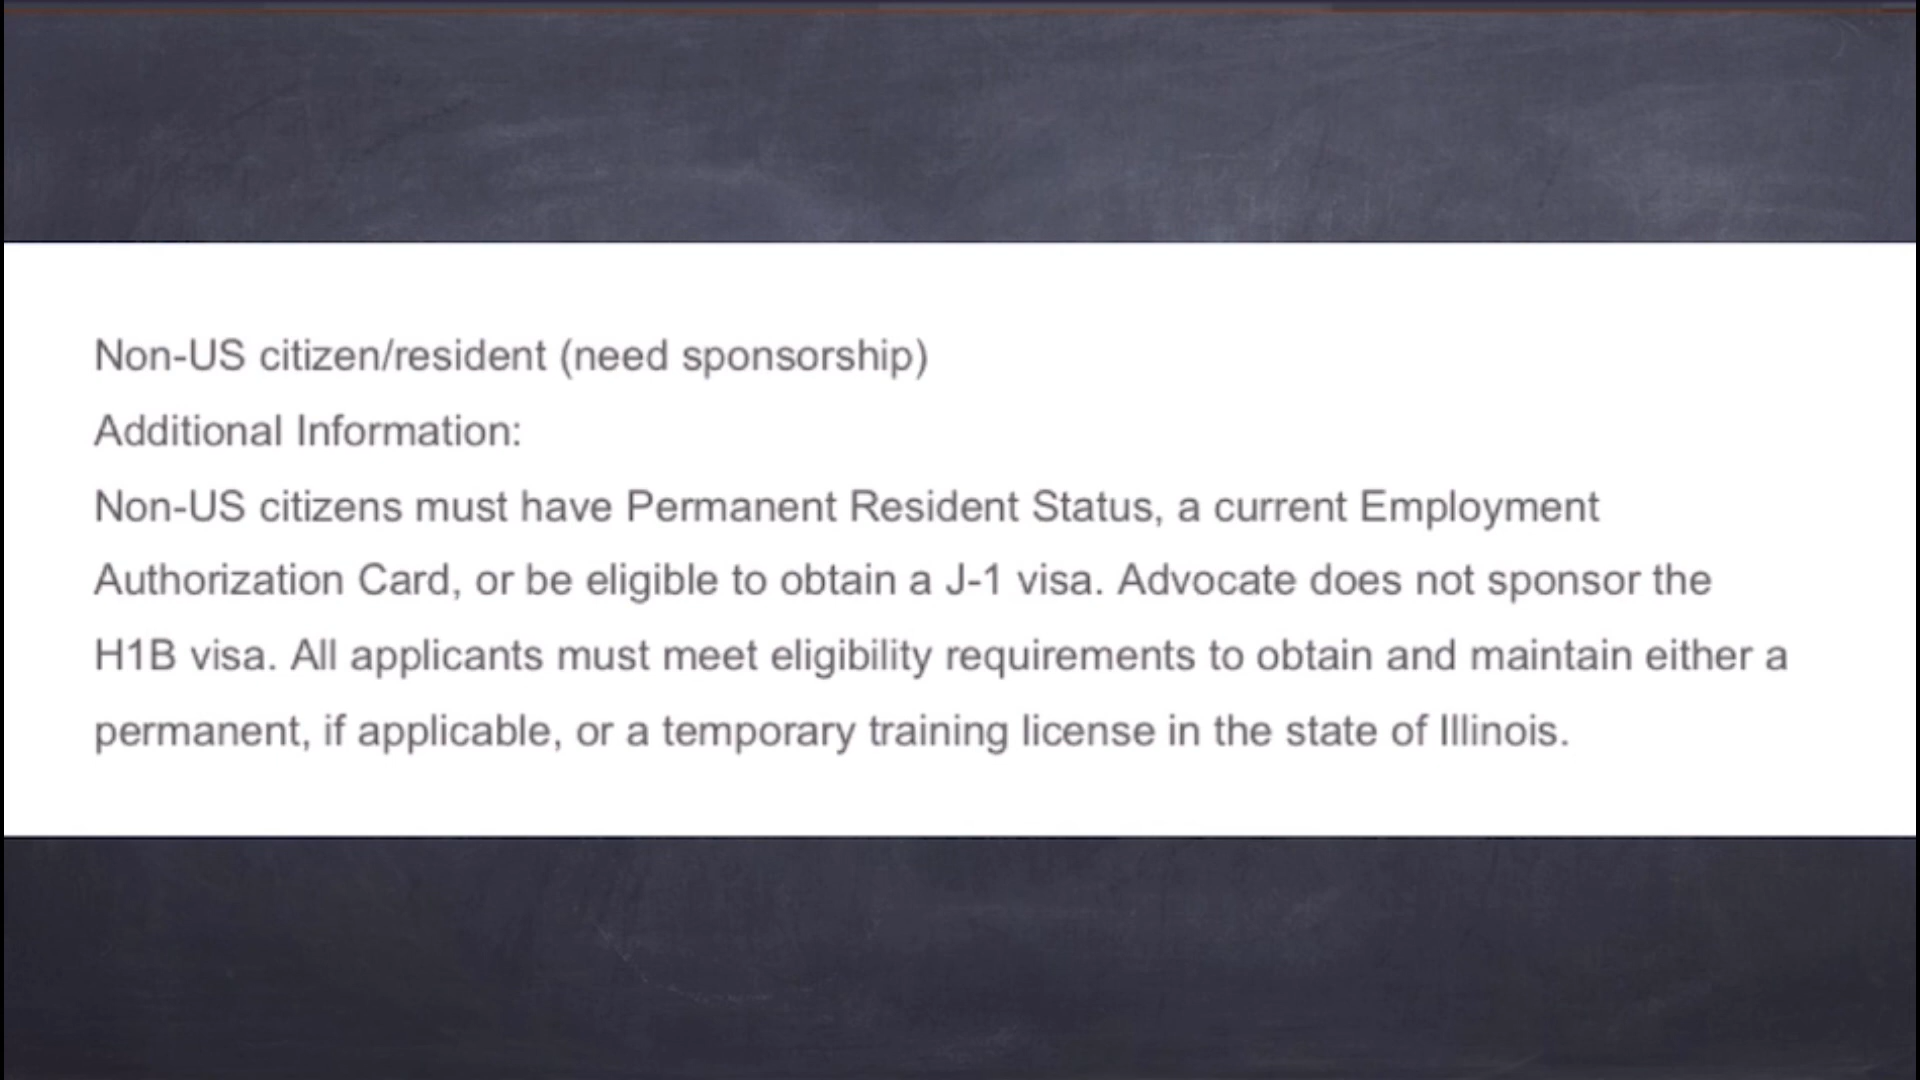 Non-US citizen/resident (need sponsorship)
Additional Information:
Non-US citizens must have Permanent Resident Status, a current Employment
Authorization Card, or be eligible to obtain a J-1 visa. Advocate does not sponsor the
H1B visa. All applicants must meet eligibility requirements to obtain and maintain either a
permanent, if applicable, or a temporary training license in the state of Illinois.